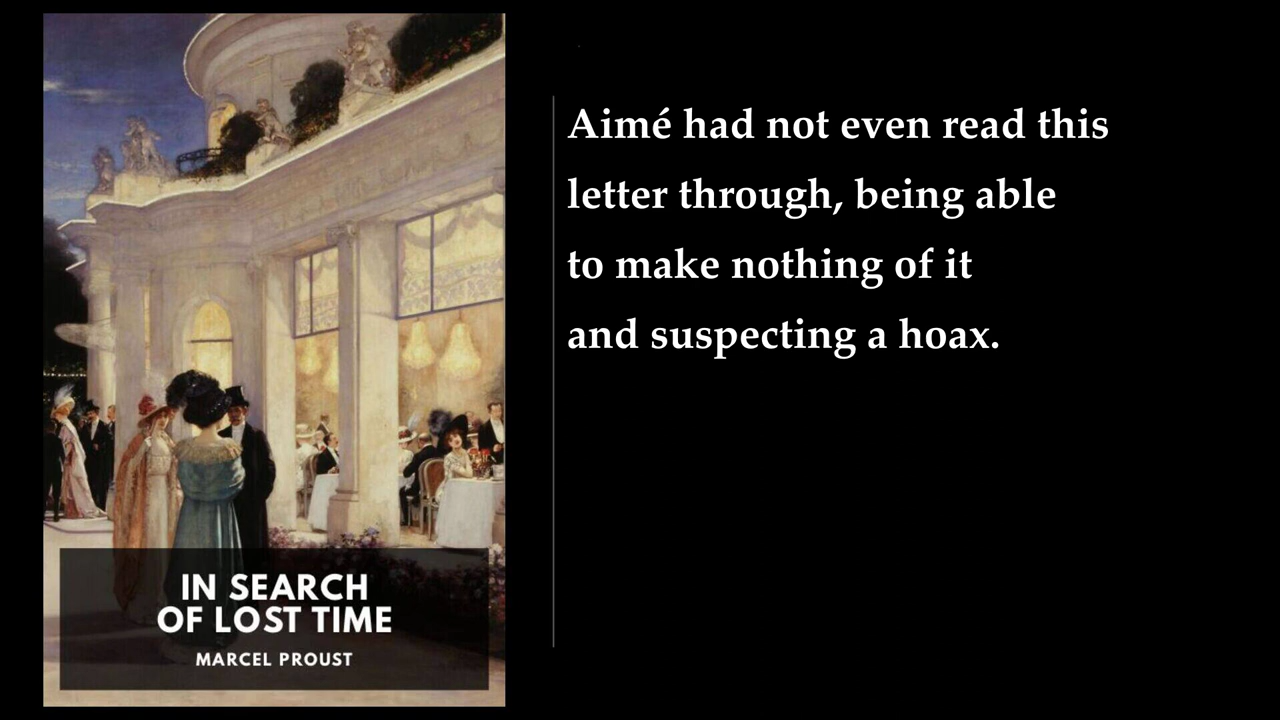 Aimé had not even read this
letter through, being able
to make nothing of it
and suspecting a hoax.
IN SEARCH
OF LOST TIME
MARCEL PROUST